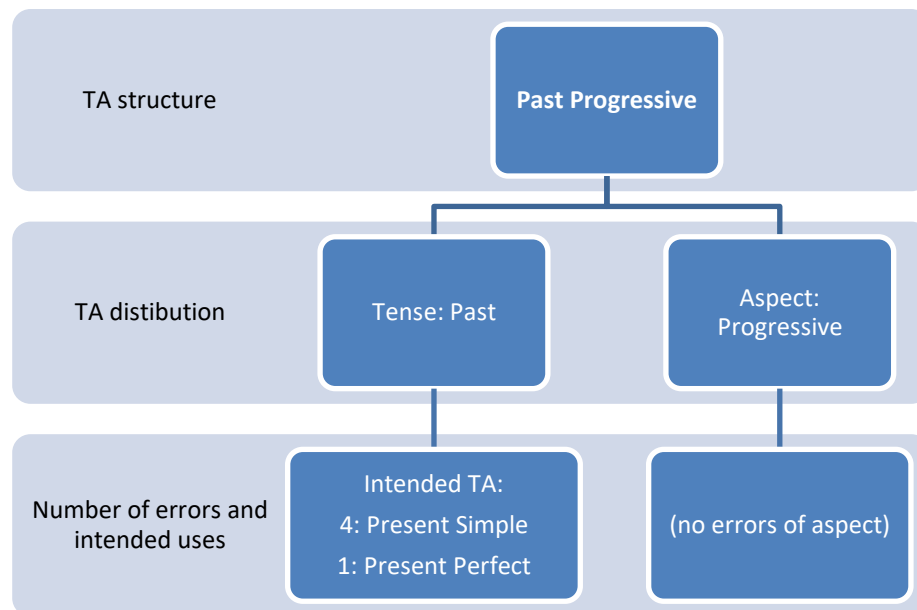 TA structure
Past Progressive
TA distibution
Tense: Past
Aspect:
Progressive
Number of errors and
intended uses
Intended TA:
4: Present Simple
1: Present Perfect
(no errors of aspect)